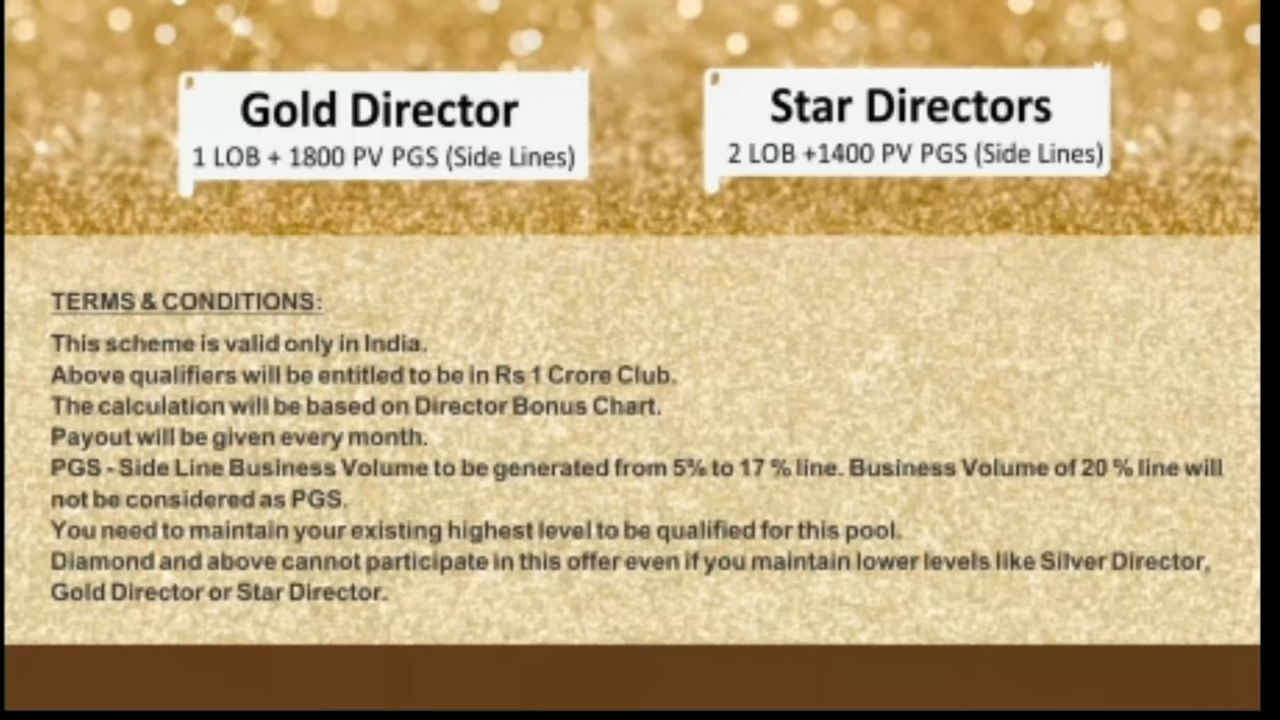 Gold Director
1 LOB + 1800 PV PGS (Side Lines)
Star Directors
2 LOB +1400 PV PGS (Side Lines)
TERMS & CONDITIONS:
This scheme is valid only in India.
Above qualifiers will be entitled to be in Rs 1 Crore Club.
The calculation will be based on Director Bonus Chart.
Payout will be given every month.
PGS - Side Line Business Volume to be generated from 5% to 17 % line. Business Volume of 20 % line will
not be considered as PGS.
You need to maintain your existing highest level to be qualified for this pool.
Diamond and above cannot participate in this offer even if you maintain lower levels like Silver Director,
Gold Director or Star Director.